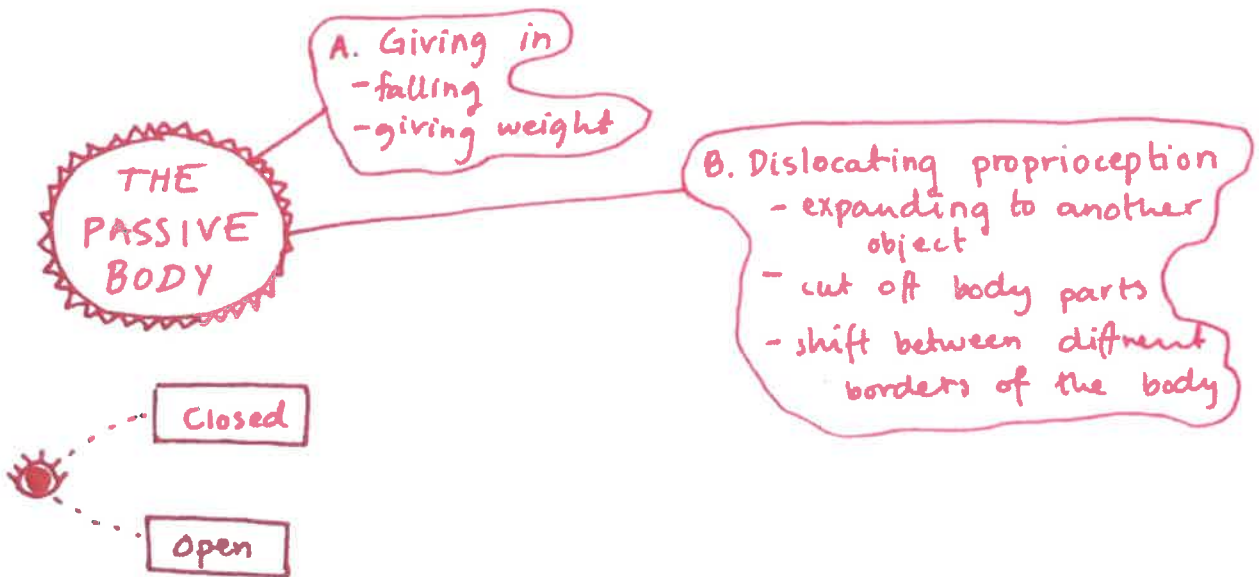 A. Giving in
- falling
- giving weight
THE
PASSIVE
BODY
B. Dislocating proprioception
- expanding to another
object
- cut off body parts
- shift between different
borders of the body
Closed
Open